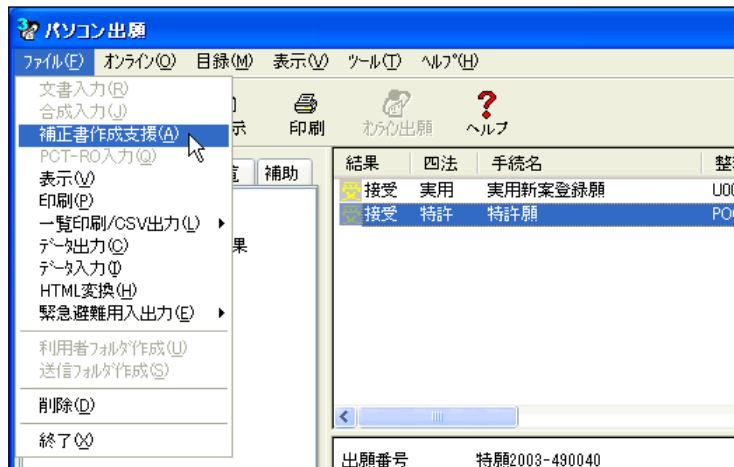 パソコン出願
ファイル(F) オンライン(O) 目録(M) 表示(V) ツール(T) ヘルプ(H)
文書入力(R)
合成入力(J)
補正書作成支援(A)
PCT-RO入力(Q)
表示(V)
印刷(P)
一覧印刷/CSV出力(L)
データ出力(C)
データ入力(I)
HTML変換(H)
緊急避難用入出力(E)
利用者フォルダ作成(U)
送信フォルダ作成(S)
削除(D)
終了(X)
示 印刷 オンライン出願 ヘルプ
覧 補助
果
結果 四法 手続名 整
受 接受 実用 実用新案登録願 U00
受 接受 特許 特許願
出願番号 特願2003-490040